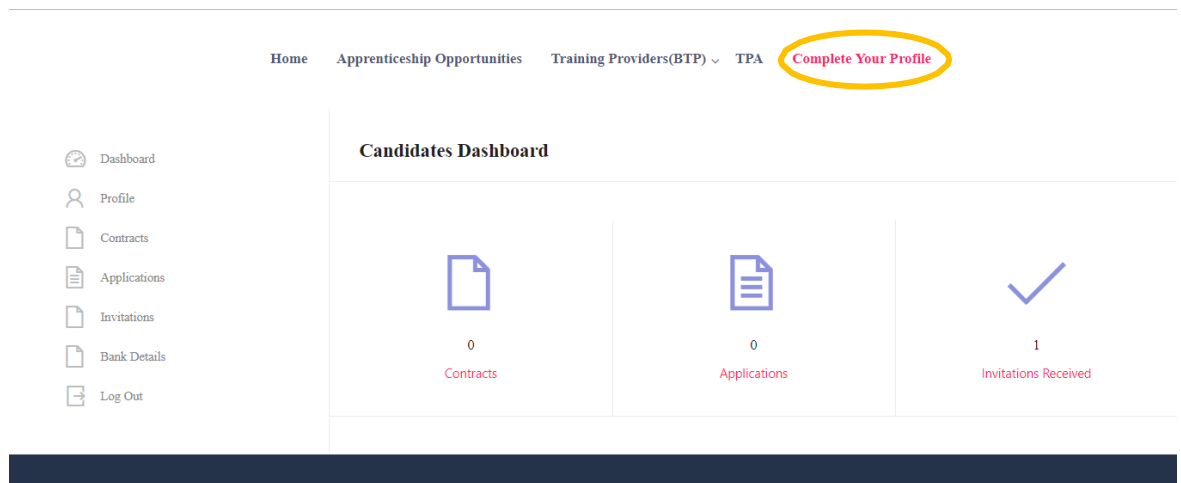 Home Apprenticeship Opportunities Training Providers(BTP) TPA Complete Your Profile
Dashboard
Profile
Contracts
Applications
Invitations
Bank Details
Log Out
Candidates Dashboard
0
Contracts
0
Applications
1
Invitations Received